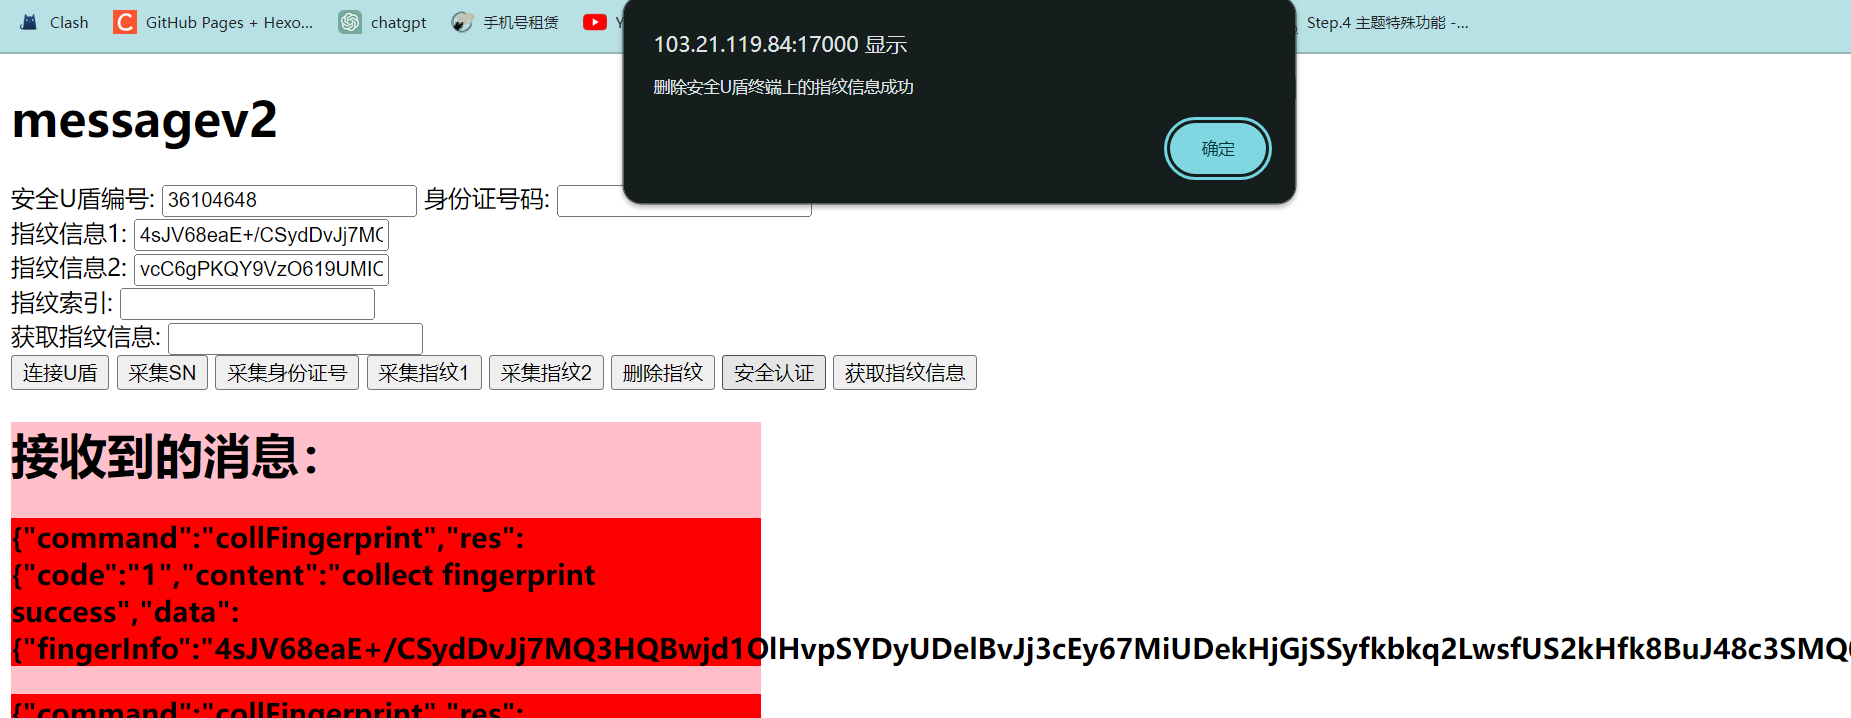 Clash
GitHub Pages + Hexo...
chatgpt
手机号租赁
Step.4 主题特殊功能 -...
103.21.119.84:17000 显示
删除安全U盾终端上的指纹信息成功
确定
messagev2
安全U盾编号: 36104648 身份证号码:
指纹信息1: 4sJV68eaE+/CSydDvJj7MQ
指纹信息2: vcC6gPKQY9VzO619UMIC
指纹索引:
获取指纹信息:
连接U盾 采集SN 采集身份证号 采集指纹1 采集指纹2 删除指纹 安全认证 获取指纹信息
接收到的消息：
{"command":"collFingerprint","res":
{"code":"1","content":"collect fingerprint
success","data":
{"fingerInfo":"4sJV68eaE+/CSydDvJj7MQ3HQBwjd1OlHvpSYDyUDelBvJj3cEy67MiUDekHjGjSSyfkbkq2LwsfUS2kHfk8BuJ48c3SMQ
{"command":"collFingerprint","res":